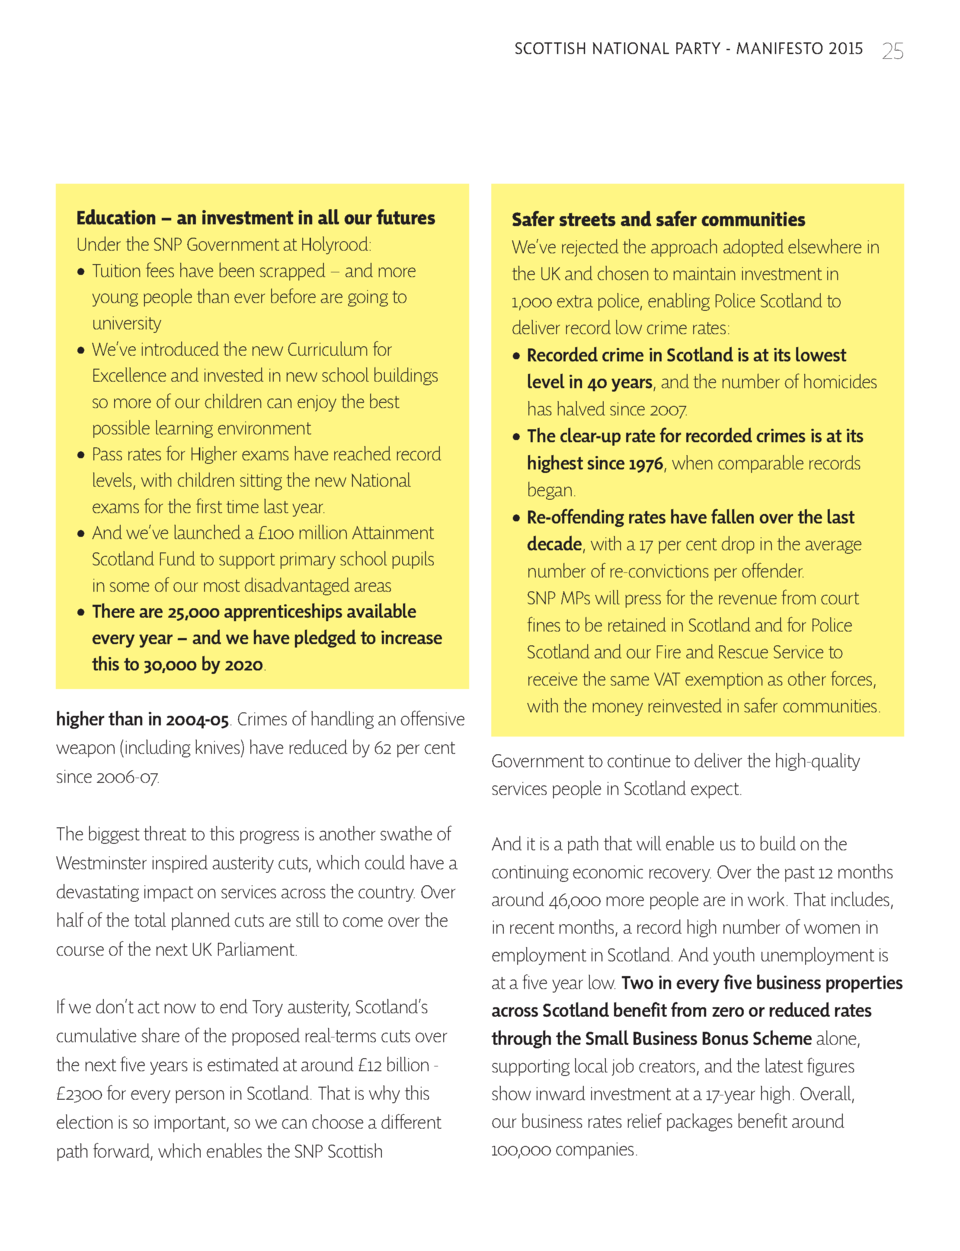 SCOTTISH NATIONAL PARTY - MANIFESTO 2015 25
Education – an investment in all our futures
Under the SNP Government at Holyrood:
• Tuition fees have been scrapped – and more
young people than ever before are going to
university
• We’ve introduced the new Curriculum for
Excellence and invested in new school buildings
so more of our children can enjoy the best
possible learning environment
• Pass rates for Higher exams have reached record
levels, with children sitting the new National
exams for the first time last year.
• And we’ve launched a £100 million Attainment
Scotland Fund to support primary school pupils
in some of our most disadvantaged areas
• There are 25,000 apprenticeships available
every year – and we have pledged to increase
this to 30,000 by 2020.
higher than in 2004-05. Crimes of handling an offensive
weapon (including knives) have reduced by 62 per cent
since 2006-07.
The biggest threat to this progress is another swathe of
Westminster inspired austerity cuts, which could have a
devastating impact on services across the country. Over
half of the total planned cuts are still to come over the
course of the next UK Parliament.
If we don’t act now to end Tory austerity, Scotland’s
cumulative share of the proposed real-terms cuts over
the next five years is estimated at around £12 billion -
£2300 for every person in Scotland. That is why this
election is so important, so we can choose a different
path forward, which enables the SNP Scottish
Safer streets and safer communities
We’ve rejected the approach adopted elsewhere in
the UK and chosen to maintain investment in
1,000 extra police, enabling Police Scotland to
deliver record low crime rates:
• Recorded crime in Scotland is at its lowest
level in 40 years, and the number of homicides
has halved since 2007.
• The clear-up rate for recorded crimes is at its
highest since 1976, when comparable records
began.
• Re-offending rates have fallen over the last
decade, with a 17 per cent drop in the average
number of re-convictions per offender.
SNP MPs will press for the revenue from court
fines to be retained in Scotland and for Police
Scotland and our Fire and Rescue Service to
receive the same VAT exemption as other forces,
with the money reinvested in safer communities.
Government to continue to deliver the high-quality
services people in Scotland expect.
And it is a path that will enable us to build on the
continuing economic recovery. Over the past 12 months
around 46,000 more people are in work. That includes,
in recent months, a record high number of women in
employment in Scotland. And youth unemployment is
at a five year low. Two in every five business properties
across Scotland benefit from zero or reduced rates
through the Small Business Bonus Scheme alone,
supporting local job creators, and the latest figures
show inward investment at a 17-year high. Overall,
our business rates relief packages benefit around
100,000 companies.